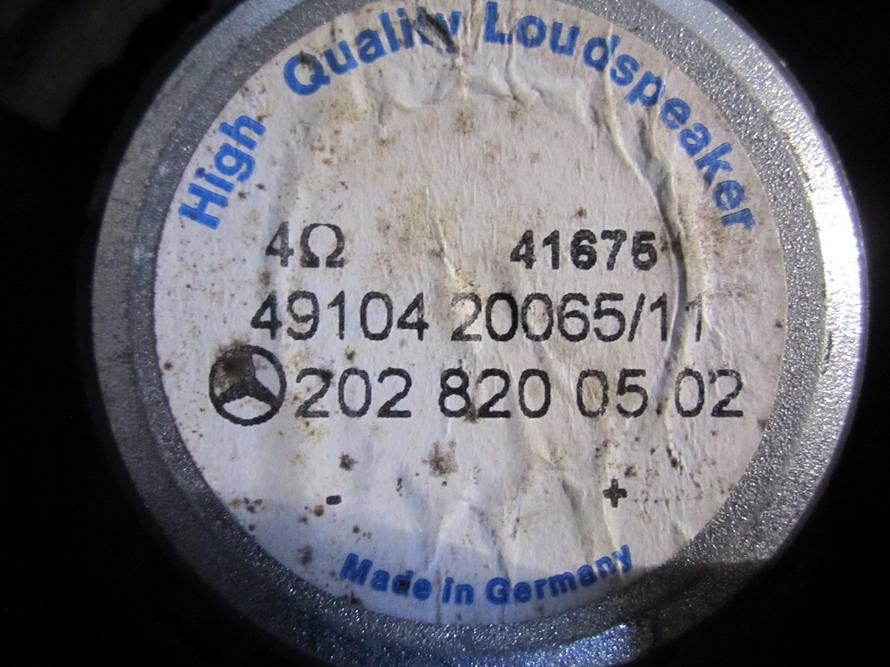 High Quality Loudspeaker
4Ω 41675
49104 20065/11
202 820 05 02
- +
Made in Germany